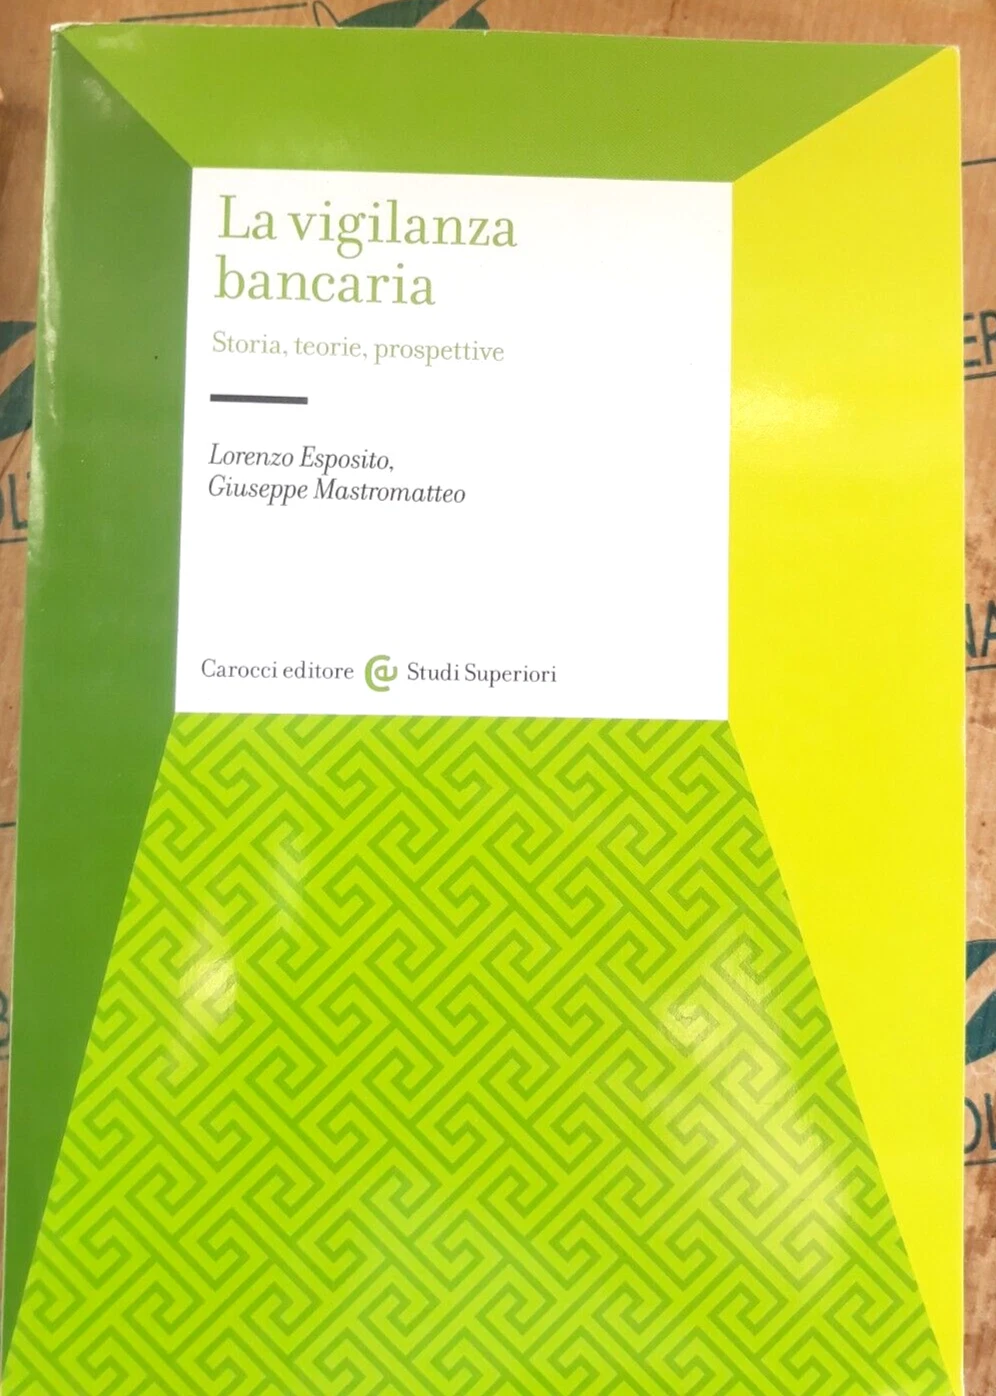 La vigilanza
bancaria
Storia, teorie, prospettive
Lorenzo Esposito,
Giuseppe Mastromatteo
Carocci editore @ Studi Superiori